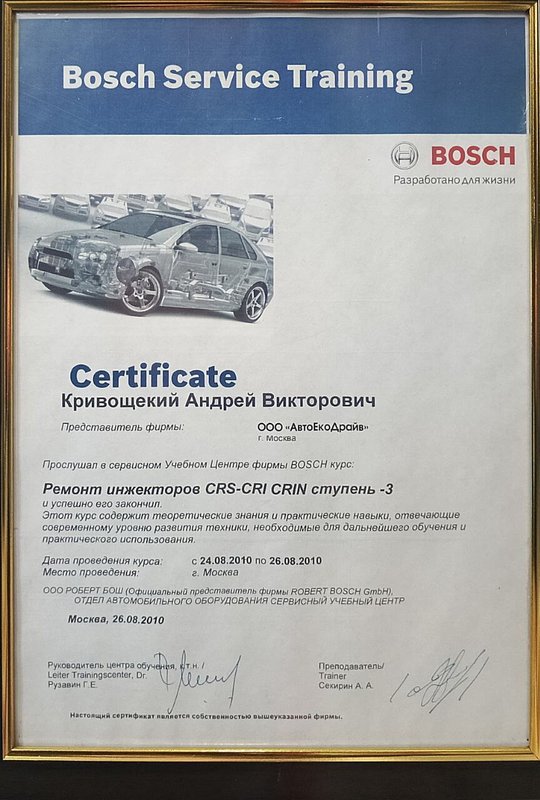 Bosch Service Training
BOSCH
Разработано для жизни
Certificate
Кривощекий Андрей Викторович
Представитель фирмы: ООО «АвтоЕкоДрайв»
г. Москва
Прослушал в сервисном Учебном Центре фирмы BOSCH курс:
Ремонт инжекторов CRS-CRI CRIN ступень -3
и успешно его закончил.
Этот курс содержит теоретические знания и практические навыки, отвечающие
современному уровню развития техники, необходимые для дальнейшего обучения и
практического использования.
Дата проведения курса: с 24.08.2010 по 26.08.2010
Место проведения: г. Москва
ООО РОБЕРТ БОШ (Официальный представитель фирмы ROBERT BOSCH GmbH),
ОТДЕЛ АВТОМОБИЛЬНОГО ОБОРУДОВАНИЯ СЕРВИСНЫЙ УЧЕБНЫЙ ЦЕНТР
Москва, 26.08.2010
Руководитель центра обучения, к.т.н. / Преподаватель/
Leiter Trainingscenter, Dr. Trainer
Рузавин Г.Е. Секирин А. А.
Настоящий сертификат является собственностью вышеуказанной фирмы.